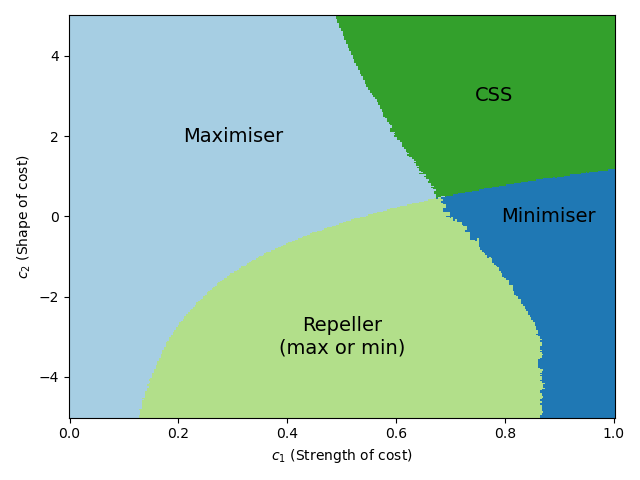 4
2
0
−2
−4
c₂ (Shape of cost)
Maximiser
CSS
Minimiser
Repeller
(max or min)
0.0 0.2 0.4 0.6 0.8 1.0
c₁ (Strength of cost)